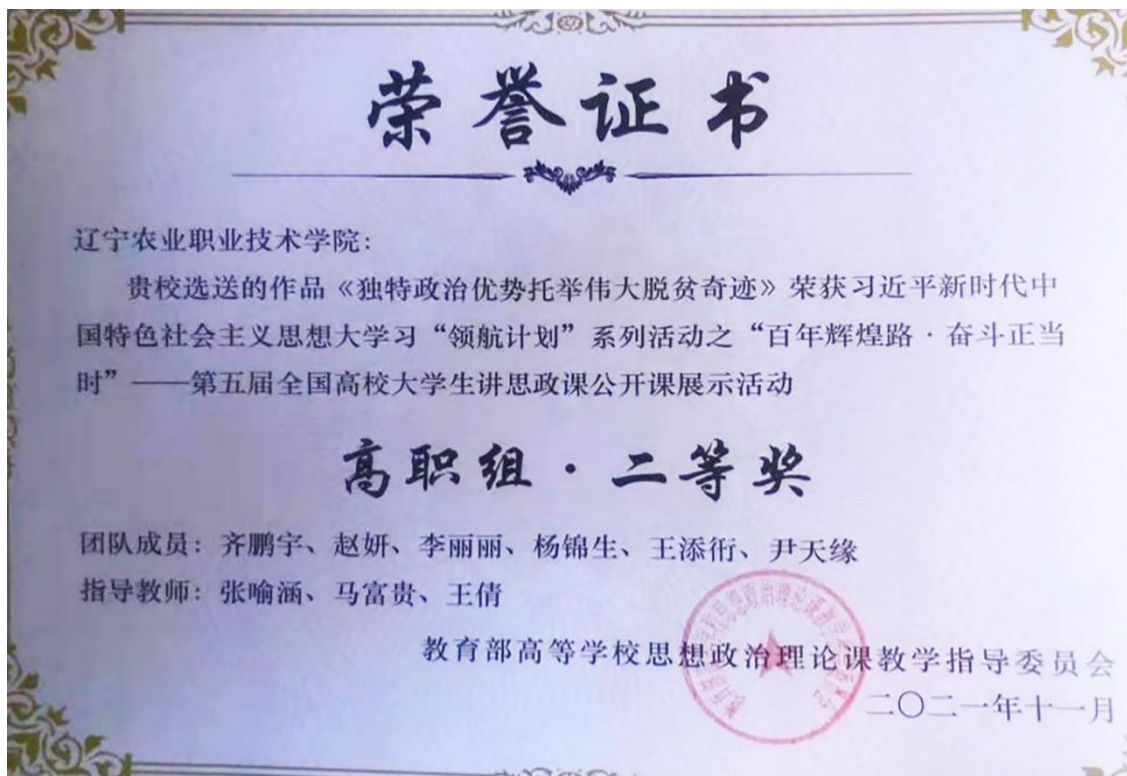 荣誉证书
辽宁农业职业技术学院：
贵校选送的作品《独特政治优势托举伟大脱贫奇迹》荣获习近平新时代中
国特色社会主义思想大学习“领航计划”系列活动之“百年辉煌路·奋斗正当
时”——第五届全国高校大学生讲思政课公开课展示活动
高职组·二等奖
团队成员：齐鹏宇、赵妍、李丽丽、杨锦生、王添衍、尹天缘
指导教师：张喻涵、马富贵、王倩
教育部高等学校思想政治理论课教学指导委员会
二〇二一年十一月